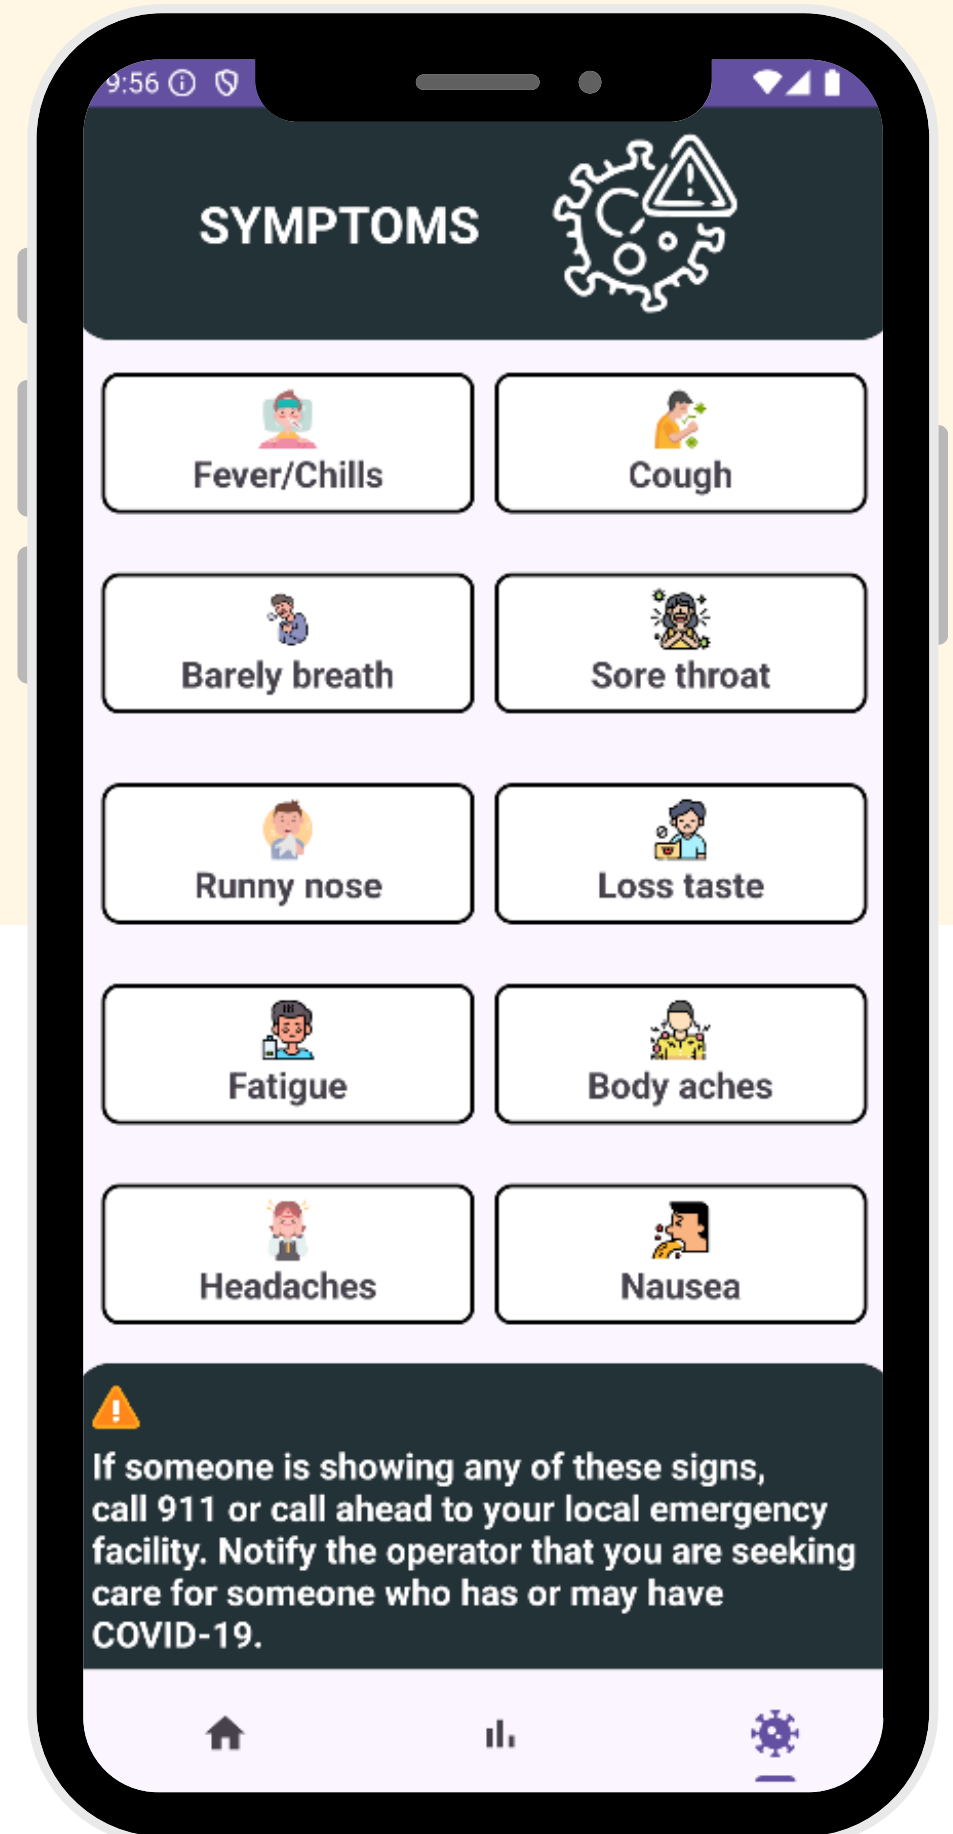 9:56
SYMPTOMS
Fever/Chills
Cough
Barely breath
Sore throat
Runny nose
Loss taste
Fatigue
Body aches
Headaches
Nausea
If someone is showing any of these signs,
call 911 or call ahead to your local emergency
facility. Notify the operator that you are seeking
care for someone who has or may have
COVID-19.